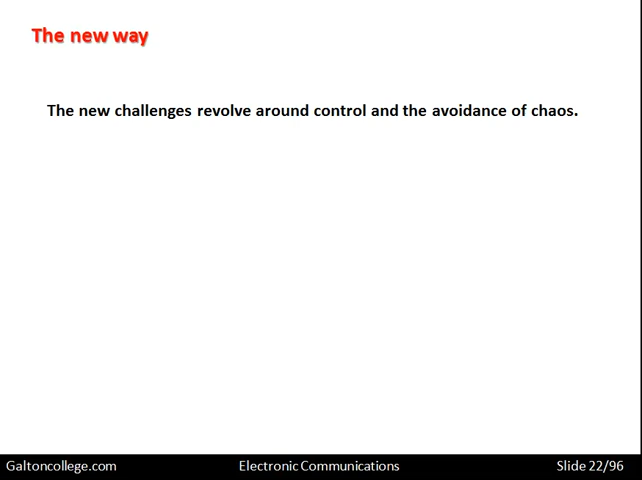 The new way
The new challenges revolve around control and the avoidance of chaos.
Galtoncollege.com
Electronic Communications
Slide 22/96